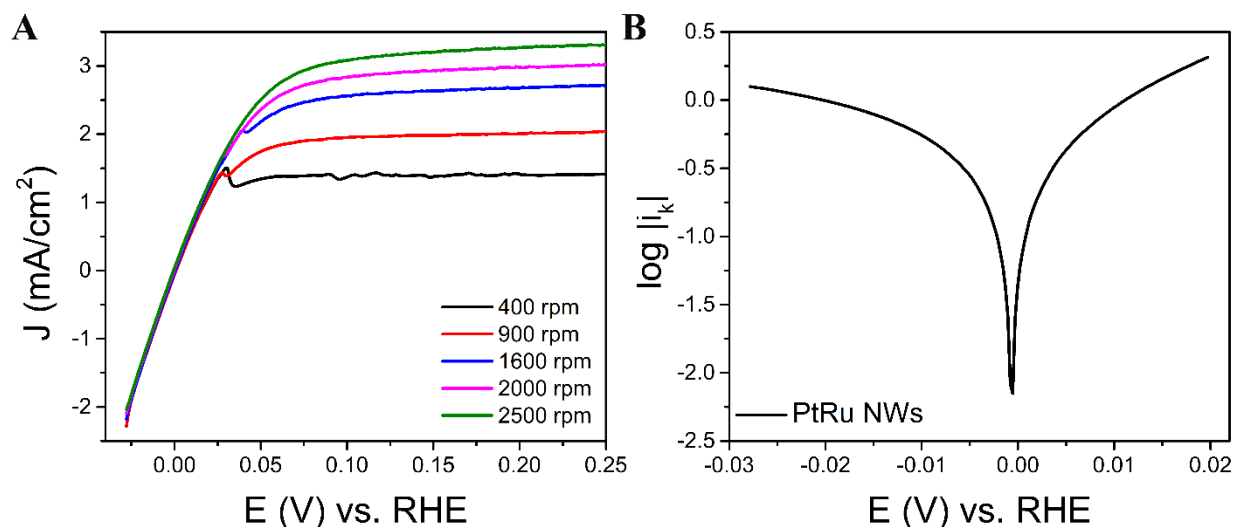 A
J (mA/cm²)
3
2
1
0
-1
-2
400 rpm
900 rpm
1600 rpm
2000 rpm
2500 rpm
0.00
0.05
0.10
0.15
0.20
0.25
E (V) vs. RHE
B
log |iₖ|
0.5
0.0
-0.5
-1.0
-1.5
-2.0
-2.5
PtRu NWs
-0.03
-0.02
-0.01
0.00
0.01
0.02
E (V) vs. RHE